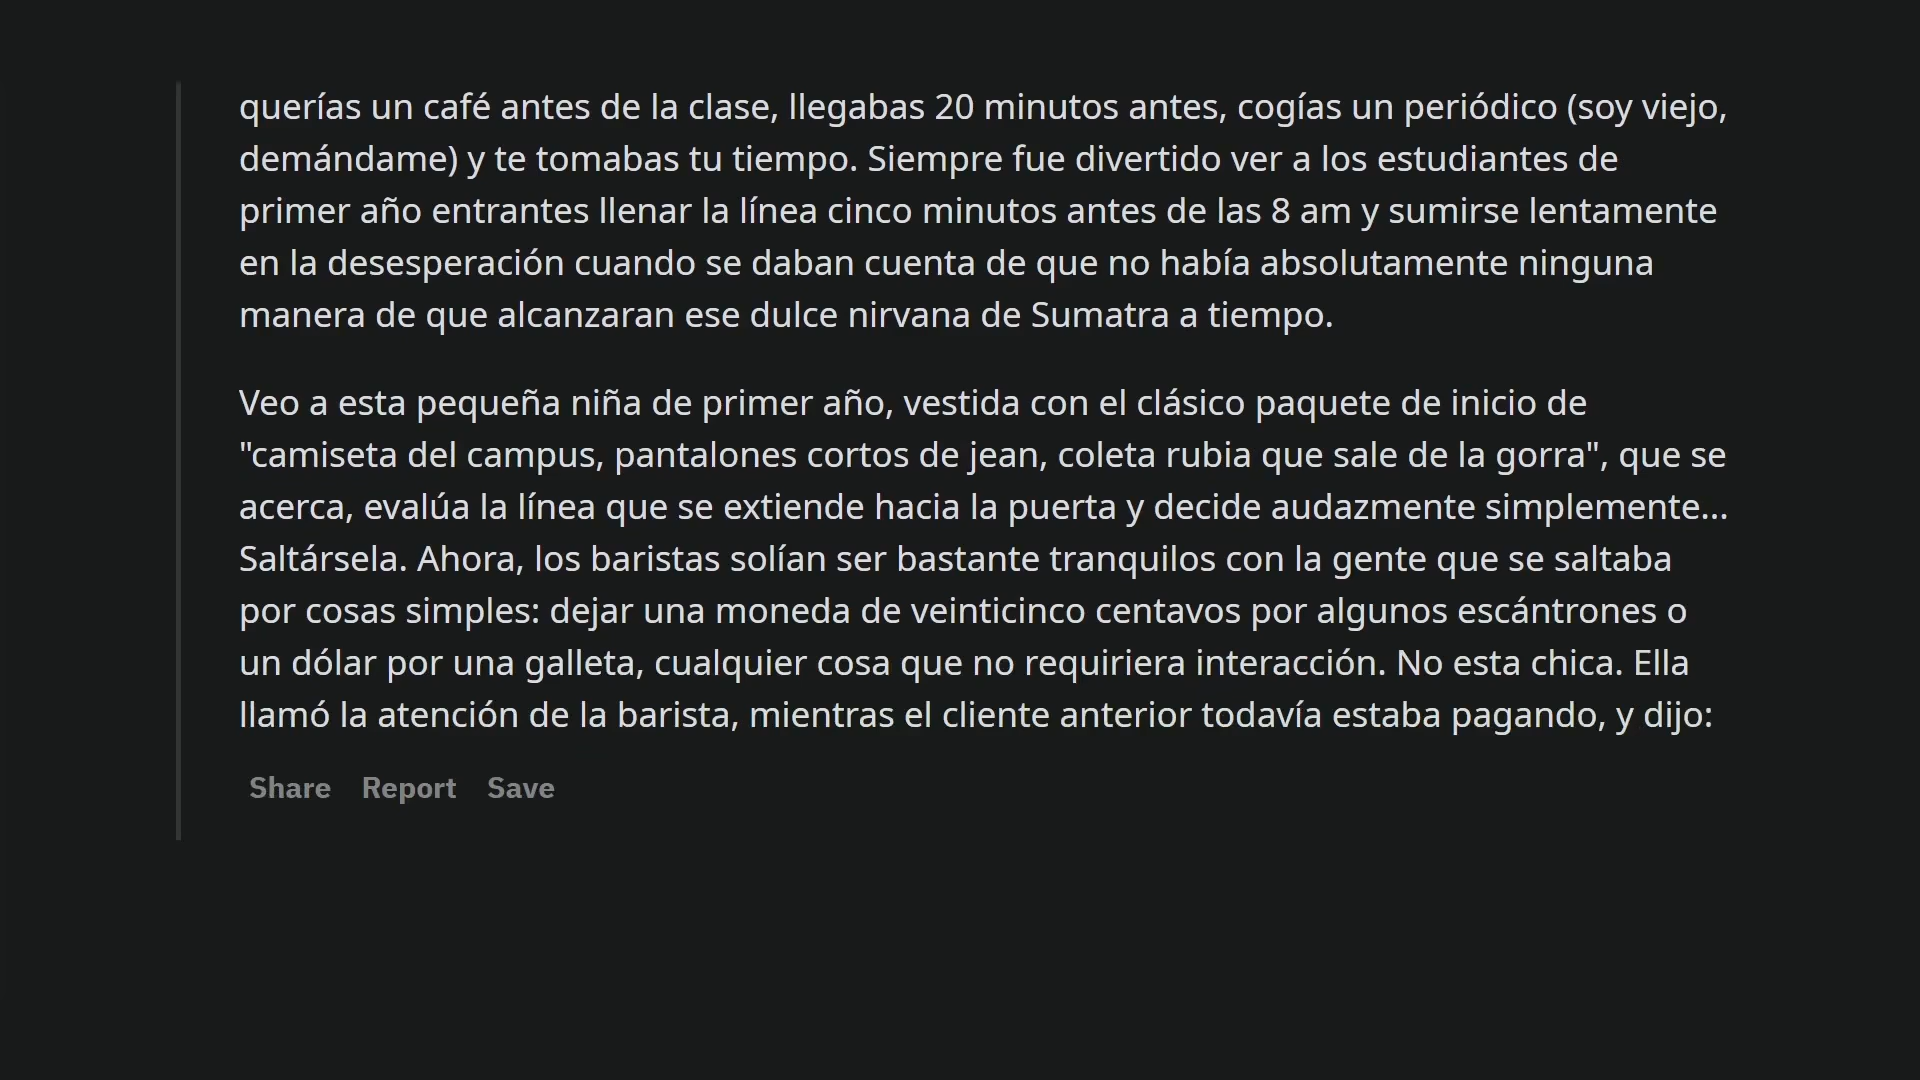 querías un café antes de la clase, llegabas 20 minutos antes, cogías un periódico (soy viejo,
demándame) y te tomabas tu tiempo. Siempre fue divertido ver a los estudiantes de
primer año entrantes llenar la línea cinco minutos antes de las 8 am y sumirse lentamente
en la desesperación cuando se daban cuenta de que no había absolutamente ninguna
manera de que alcanzaran ese dulce nirvana de Sumatra a tiempo.
Veo a esta pequeña niña de primer año, vestida con el clásico paquete de inicio de
"camiseta del campus, pantalones cortos de jean, coleta rubia que sale de la gorra", que se
acerca, evalúa la línea que se extiende hacia la puerta y decide audazmente simplemente...
Saltársela. Ahora, los baristas solían ser bastante tranquilos con la gente que se saltaba
por cosas simples: dejar una moneda de veinticinco centavos por algunos escántrones o
un dólar por una galleta, cualquier cosa que no requiriera interacción. No esta chica. Ella
llamó la atención de la barista, mientras el cliente anterior todavía estaba pagando, y dijo:
Share Report Save